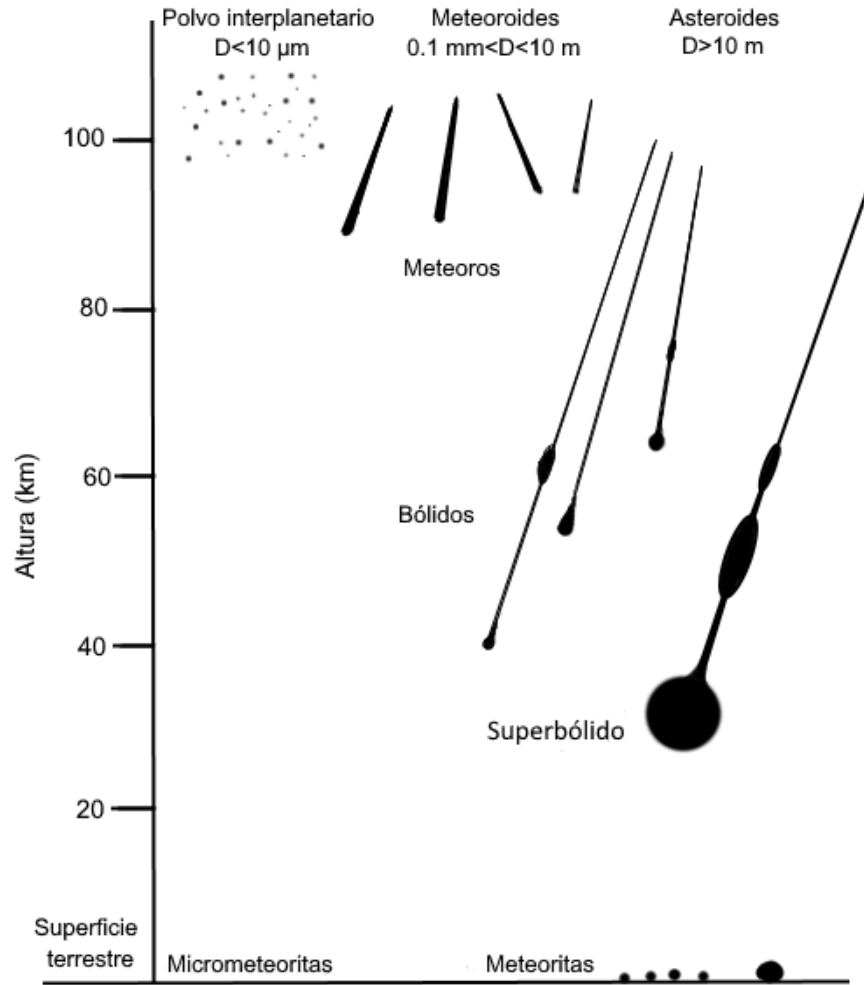 Polvo interplanetario
D<10 μm
Meteoroides
0.1 mm<D<10 m
Asteroides
D>10 m
100
Meteoros
80
Altura (km)
60
Bólidos
40
Superbólido
20
Superficie
terrestre
Micrometeoritas
Meteoritas